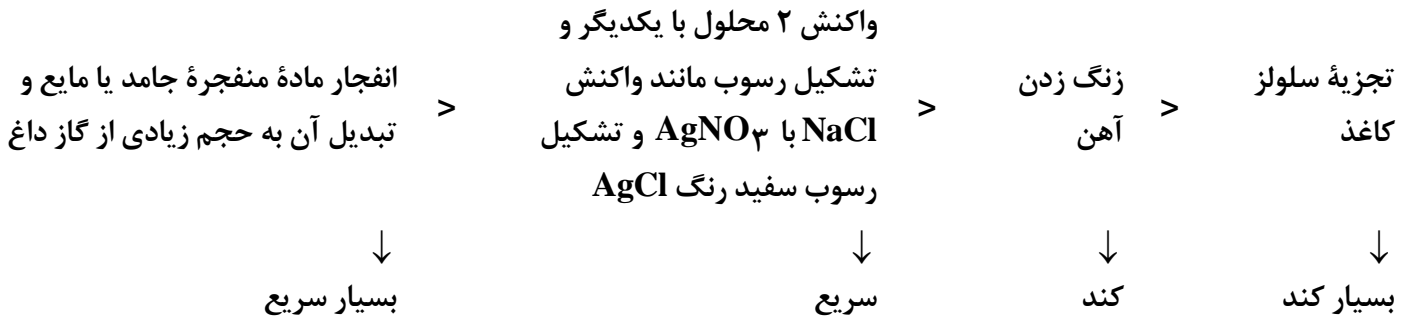 واکنش ۲ محلول با یکدیگر و
تجزیهٔ سلولز > زنگ زدن > تشکیل رسوب مانند واکنش > انفجار مادهٔ منفجرهٔ جامد یا مایع و
کاغذ آهن NaCl با AgNO۳ و تشکیل تبدیل آن به حجم زیادی از گاز داغ
رسوب سفید رنگ AgCl
↓ ↓ ↓ ↓
بسیار کند کند سریع بسیار سریع